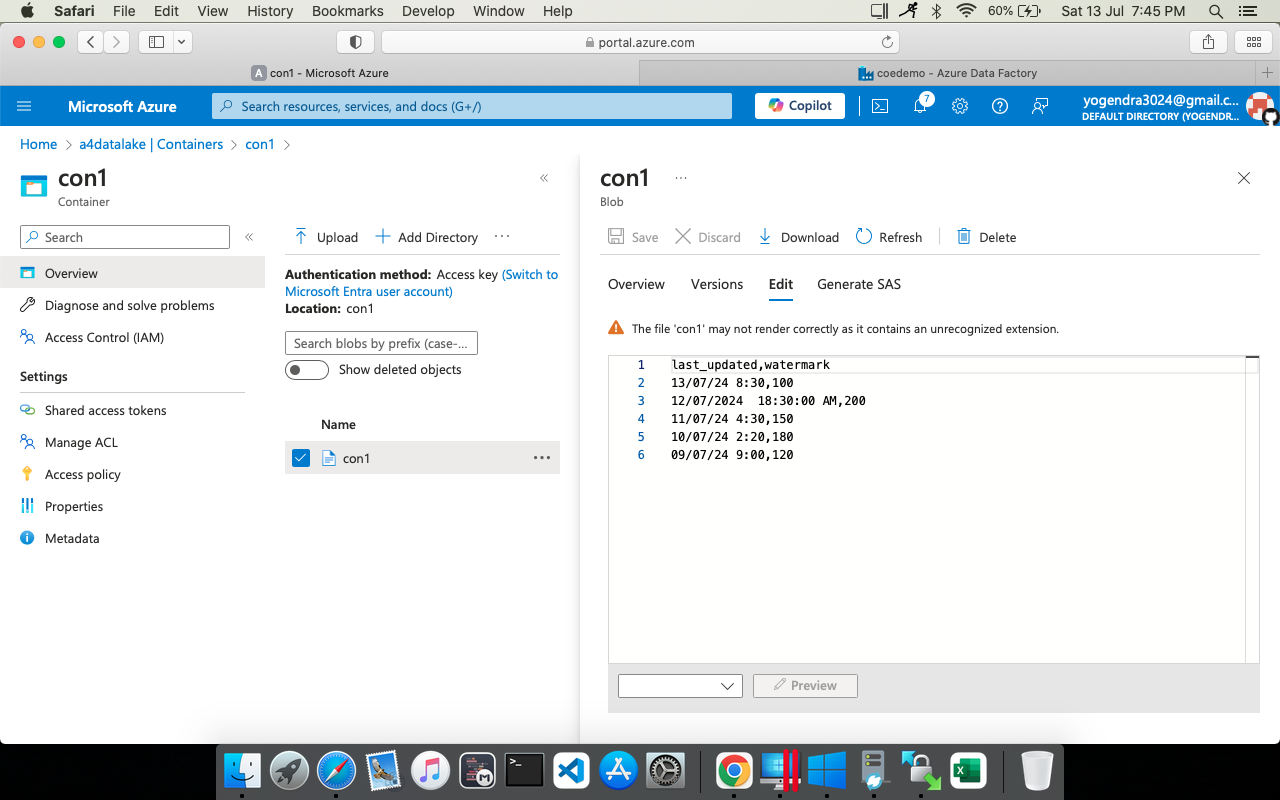 Safari File Edit View History Bookmarks Develop Window Help 60% Sat 13 Jul 7:45 PM
portal.azure.com
A con1 - Microsoft Azure
coedemo - Azure Data Factory
Microsoft Azure
Search resources, services, and docs (G+/)
Copilot
7
yogendra3024@gmail.c...
DEFAULT DIRECTORY (YOGENDR...
Home > a4datalake | Containers > con1 >
con1
Container
Search
Overview
Diagnose and solve problems
Access Control (IAM)
Settings
Shared access tokens
Manage ACL
Access policy
Properties
Metadata
Upload Add Directory ...
Authentication method: Access key (Switch to
Microsoft Entra user account)
Location: con1
Search blobs by prefix (case-...
Show deleted objects
Name
con1 ...
con1 ...
Blob
Save Discard Download Refresh Delete
Overview Versions Edit Generate SAS
The file 'con1' may not render correctly as it contains an unrecognized extension.
1 last_updated,watermark
2 13/07/24 8:30,100
3 12/07/2024  18:30:00 AM,200
4 11/07/24 4:30,150
5 10/07/24 2:20,180
6 09/07/24 9:00,120
Preview